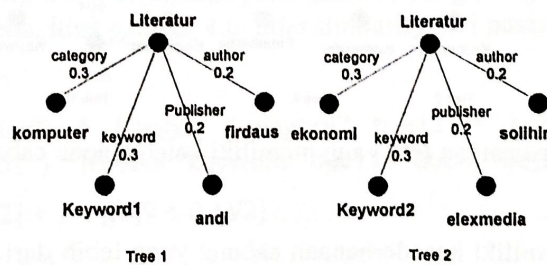 Literatur
category
0.3
author
0.2
Publisher
0.2
keyword
0.3
komputer
firdaus
Keyword1
andi
Tree 1
Literatur
category
0.3
author
0.2
publisher
0.2
keyword
0.3
ekonomi
Keyword2
elexmedia
Tree 2